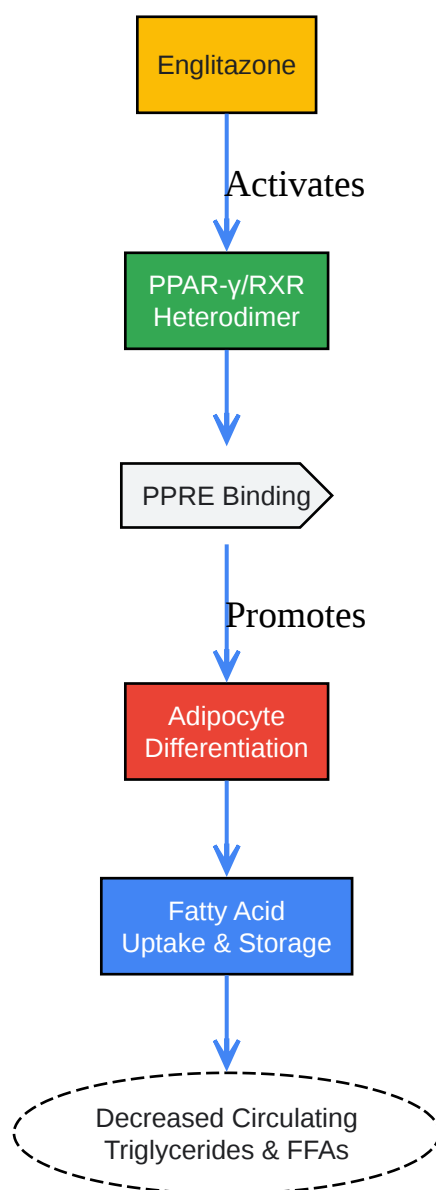 Englitazone
Activates
PPAR-γ/RXR
Heterodimer
PPRE Binding
Promotes
Adipocyte
Differentiation
Fatty Acid
Uptake & Storage
Decreased Circulating
Triglycerides & FFAs